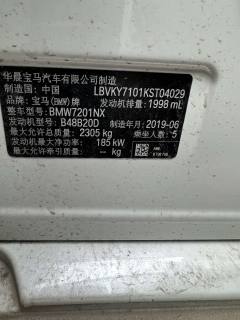 华晨宝马汽车有限公司制造
制造国：中国 LBVKY7101KST04029
品牌：宝马(BMW)牌 发动机排量：1998 mL
整车型号：BMW7201NX
发动机型号：B48B20D 制造年月：2019-06
最大允许总质量：2305 kg 乘坐人数：5
发动机最大净功率：185 kW
最大允许牵引质量：-- kg